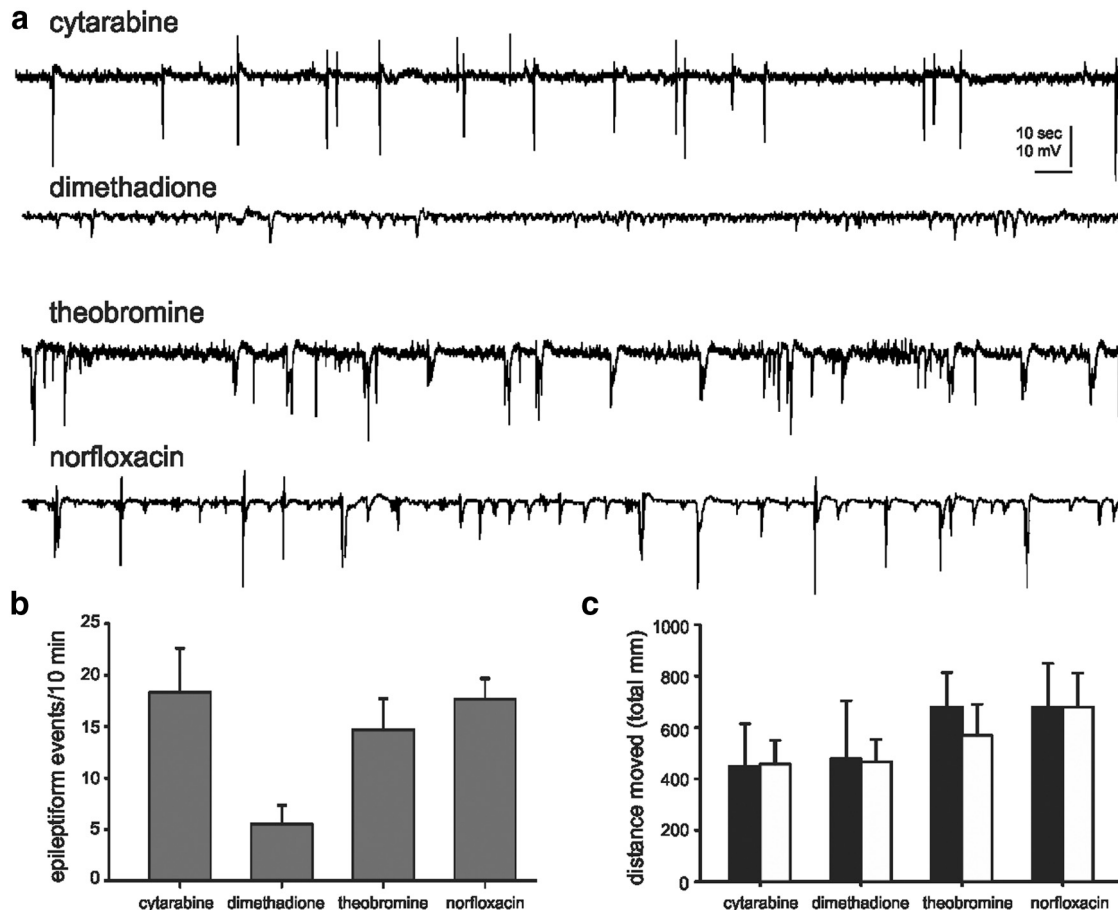 a
cytarabine
10 sec
10 mV
dimethadione
theobromine
norfloxacin
b
epileptiform events/10 min
25
20
15
10
5
0
cytarabine dimethadione theobromine norfloxacin
c
distance moved (total mm)
1000
800
600
400
200
0
cytarabine dimethadione theobromine norfloxacin